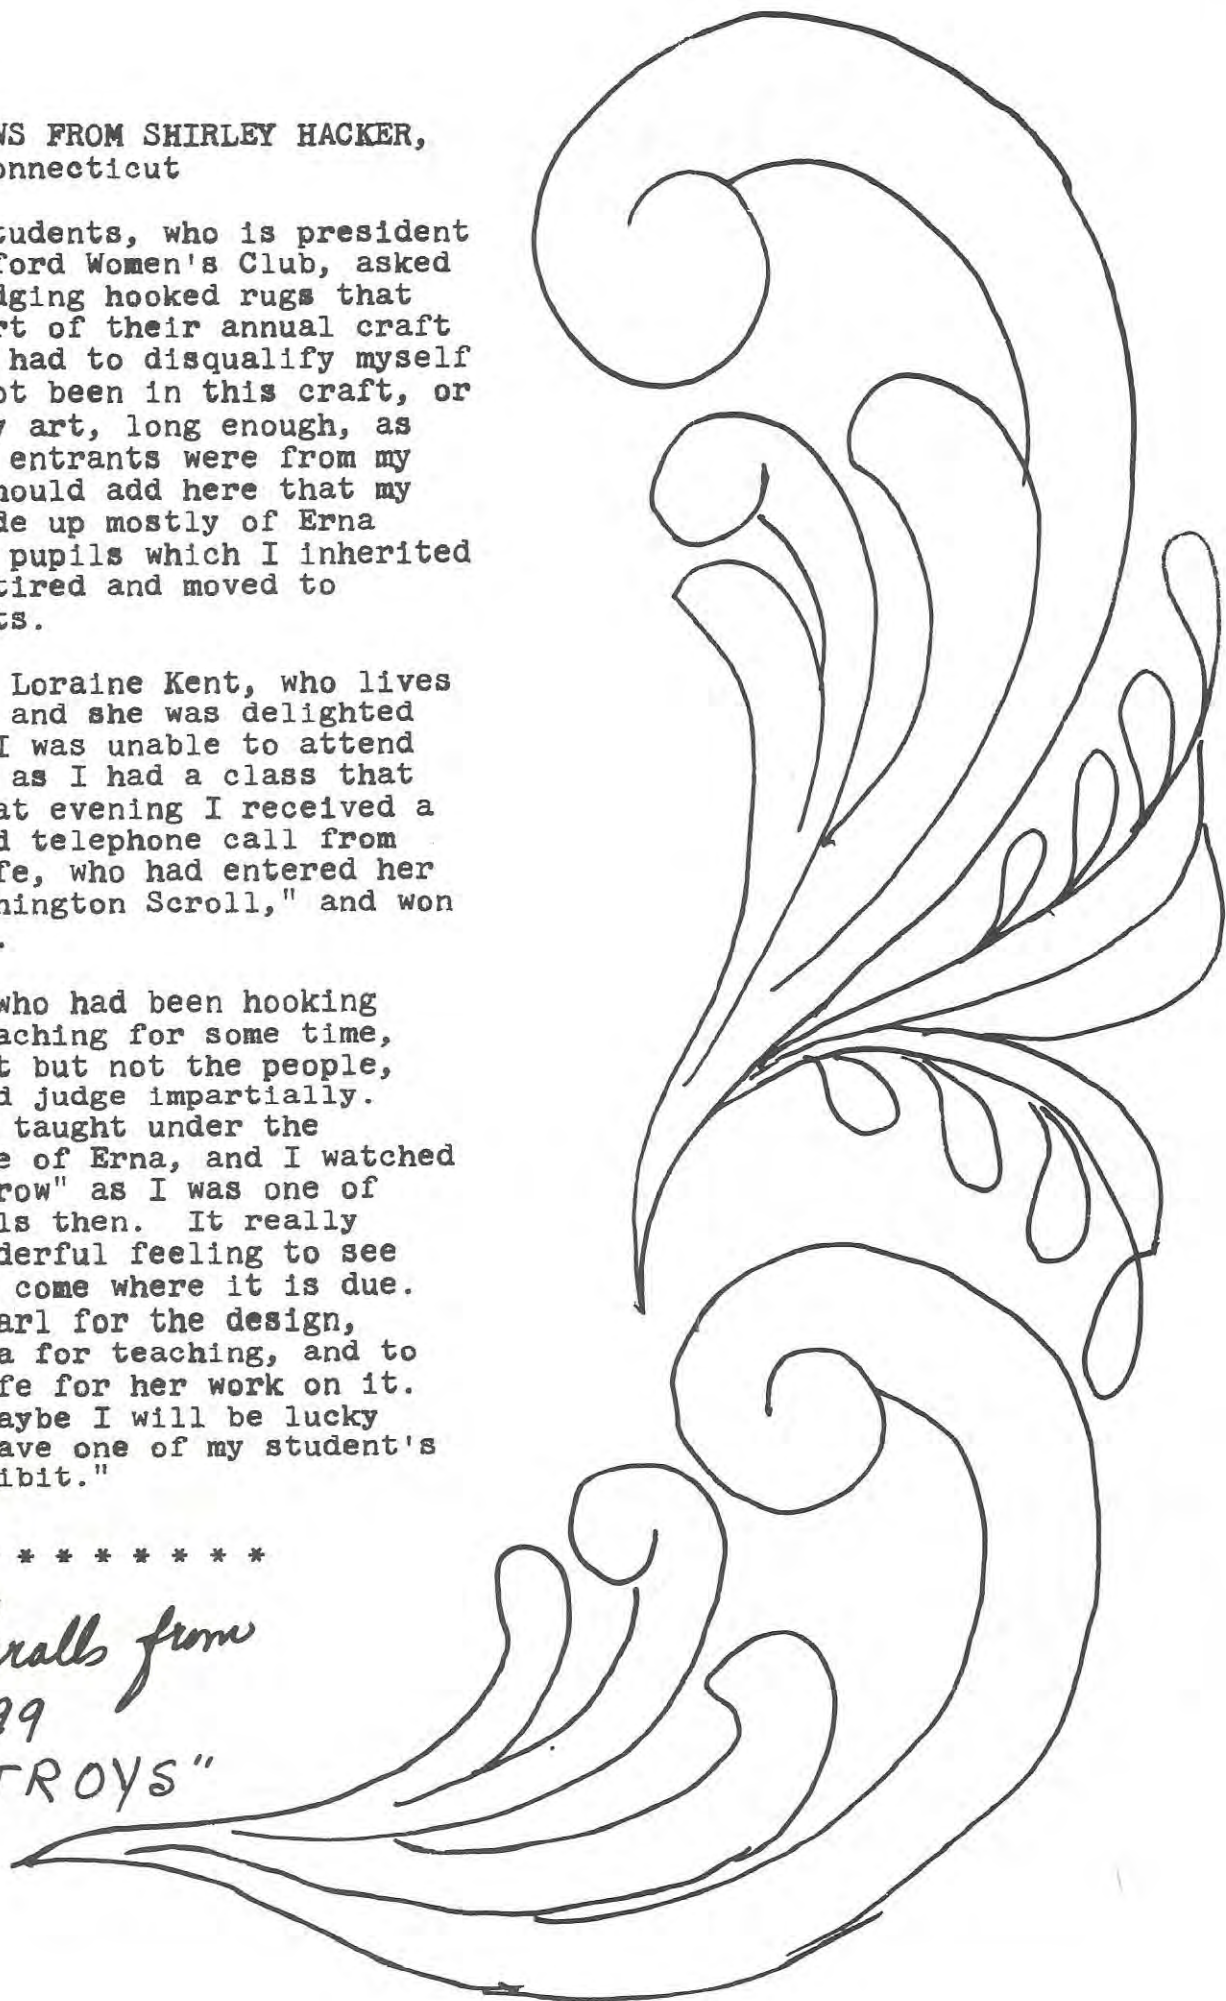 WS FROM SHIRLEY HACKER,
onnecticut
tudents, who is president
ford Women's Club, asked
dging hooked rugs that
rt of their annual craft
had to disqualify myself
ot been in this craft, or
y art, long enough, as
entrants were from my
hould add here that my
de up mostly of Erna
pupils which I inherited
tired and moved to
ts.
Loraine Kent, who lives
and she was delighted
I was unable to attend
as I had a class that
at evening I received a
d telephone call from
fe, who had entered her
hington Scroll," and won
.
who had been hooking
aching for some time,
t but not the people,
d judge impartially.
taught under the
e of Erna, and I watched
row" as I was one of
ls then. It really
derful feeling to see
come where it is due.
arl for the design,
a for teaching, and to
fe for her work on it.
aybe I will be lucky
ave one of my student's
ibit."
* * * * * * *
ralls from
99
TROYS"